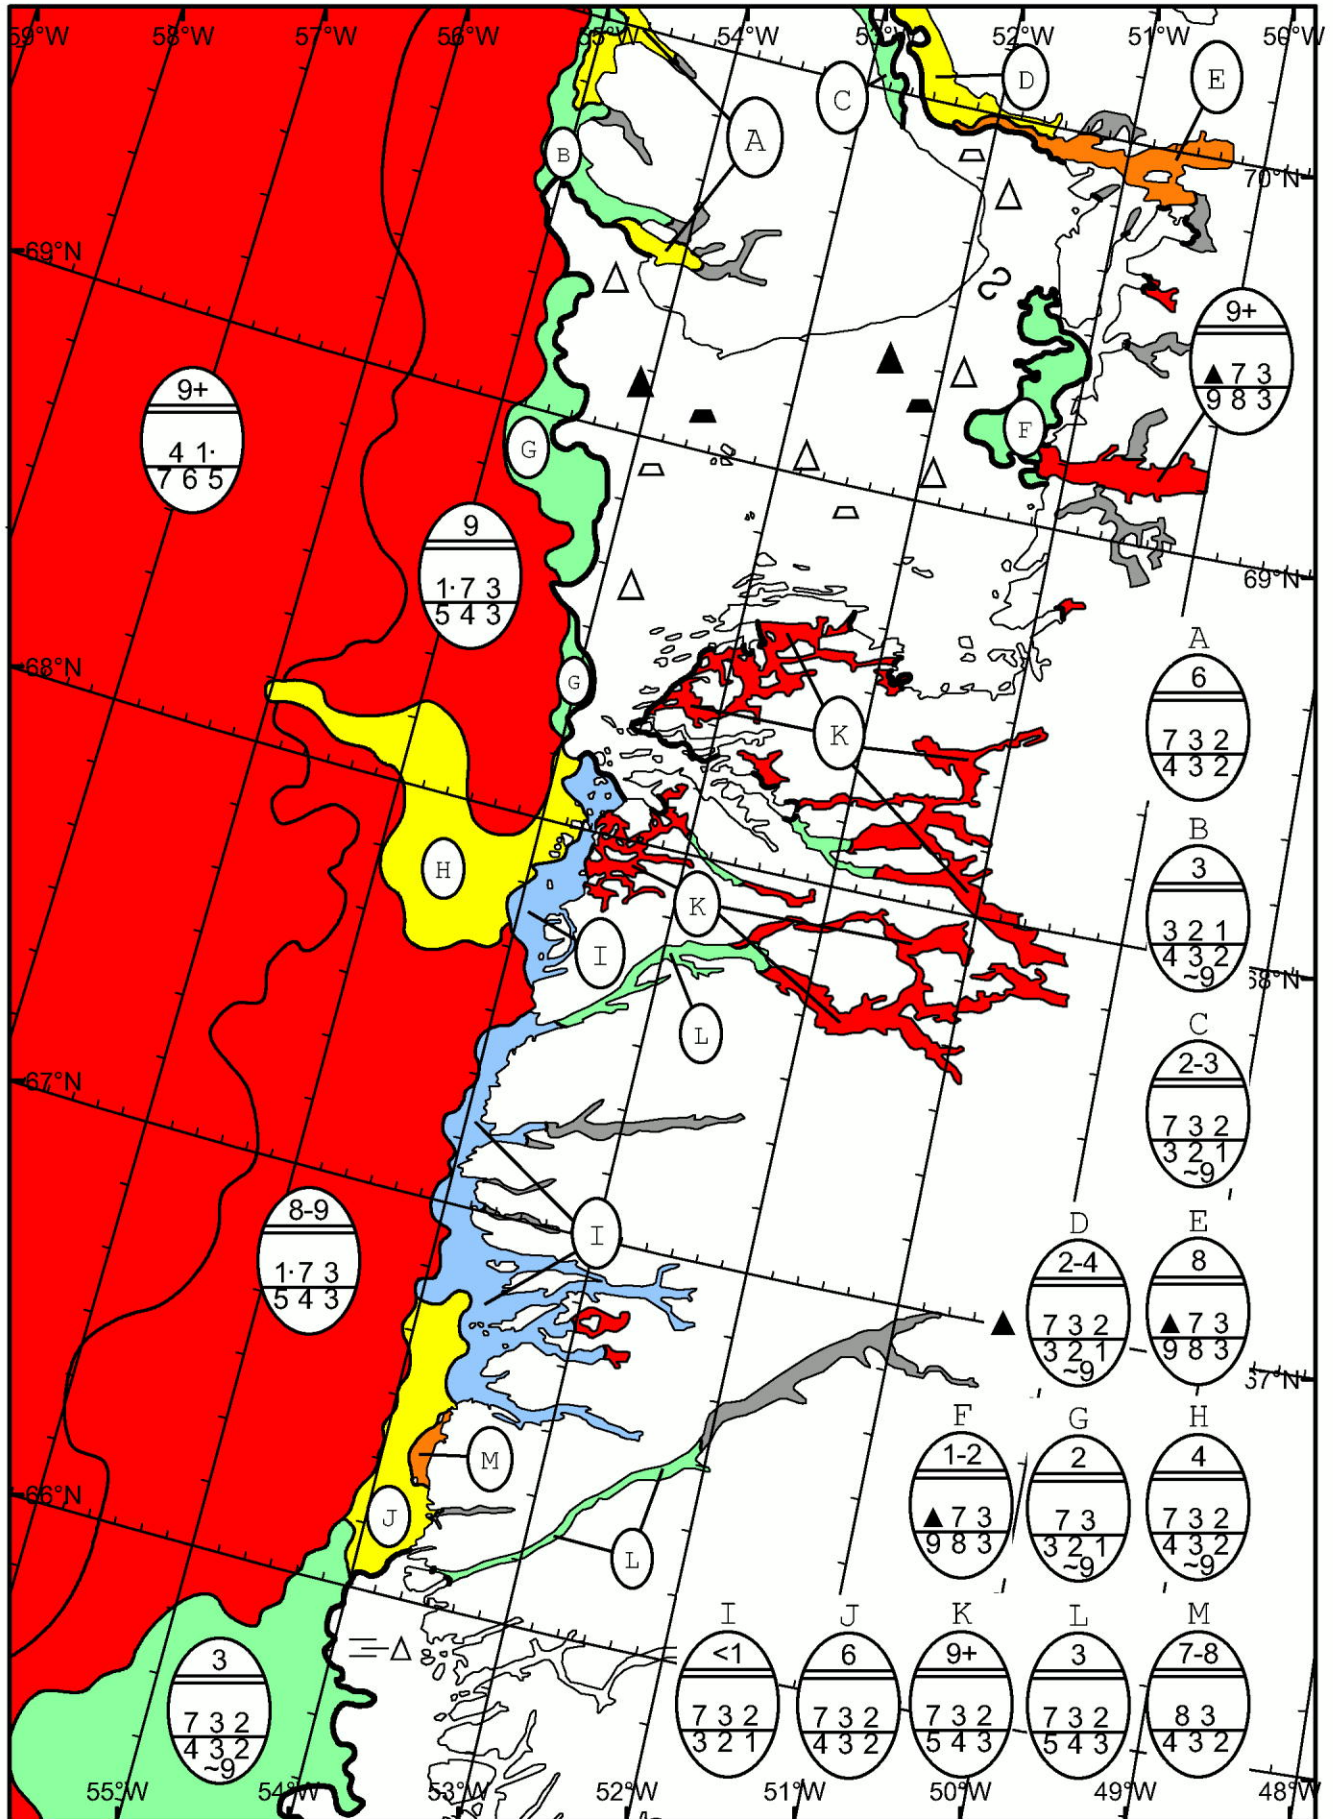 59°W 58°W 57°W 56°W 55°W 54°W 53°W 52°W 51°W 50°W
D
E
C
A
B
70°N
69°N
9+
▲ 7 3
9 8 3
9+
4 1·
7 6 5
F
G
9
1·7 3
5 4 3
69°N
A
6
7 3 2
4 3 2
68°N
G
K
B
3
3 2 1
4 3 2
~9
H
K
I
68°N
L
C
2-3
7 3 2
3 2 1
~9
67°N
8-9
1·7 3
5 4 3
I
D
2-4
7 3 2
3 2 1
~9
E
8
▲ 7 3
9 8 3
67°N
F
1-2
▲ 7 3
9 8 3
G
2
7 3
3 2 1
~9
H
4
7 3 2
4 3 2
~9
M
66°N
J
L
I
<1
7 3 2
3 2 1
J
6
7 3 2
4 3 2
K
9+
7 3 2
5 4 3
L
3
7 3 2
5 4 3
M
7-8
8 3
4 3 2
3
7 3 2
4 3 2
~9
55°W 54°W 53°W 52°W 51°W 50°W 49°W 48°W